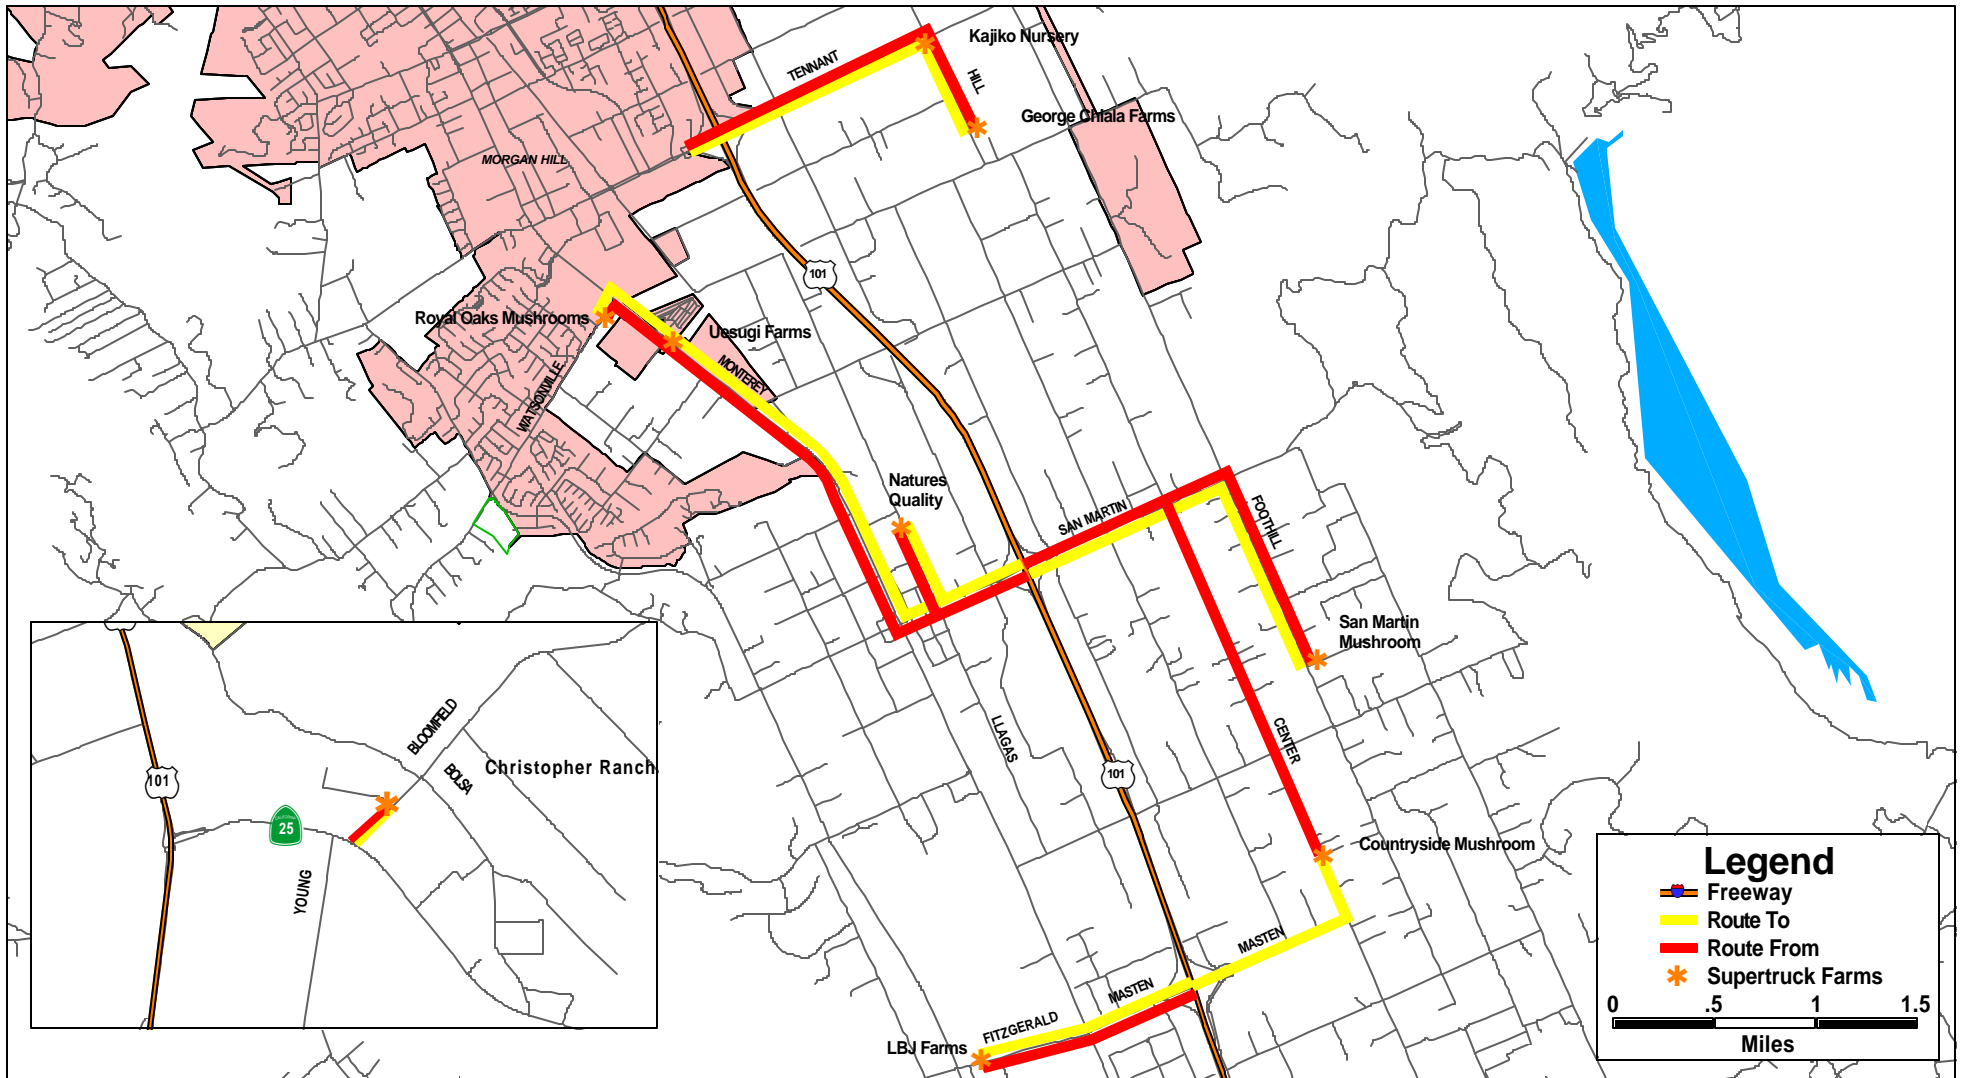 Kajiko Nursery
TENNANT
HILL
George Chiala Farms
MORGAN HILL
101
Royal Oaks Mushrooms
Uesugi Farms
MONTEREY
WATSONVILLE
Natures
Quality
SAN MARTIN
FOOTHILL
San Martin
Mushroom
LLAGAS
CENTER
101
Countryside Mushroom
MASTEN
MASTEN
FITZGERALD
LBJ Farms
BLOOMFIELD
BOLSA
Christopher Ranch
101
CALIFORNIA
25
YOUNG
Legend
Freeway
Route To
Route From
Supertruck Farms
0 .5 1 1.5
Miles